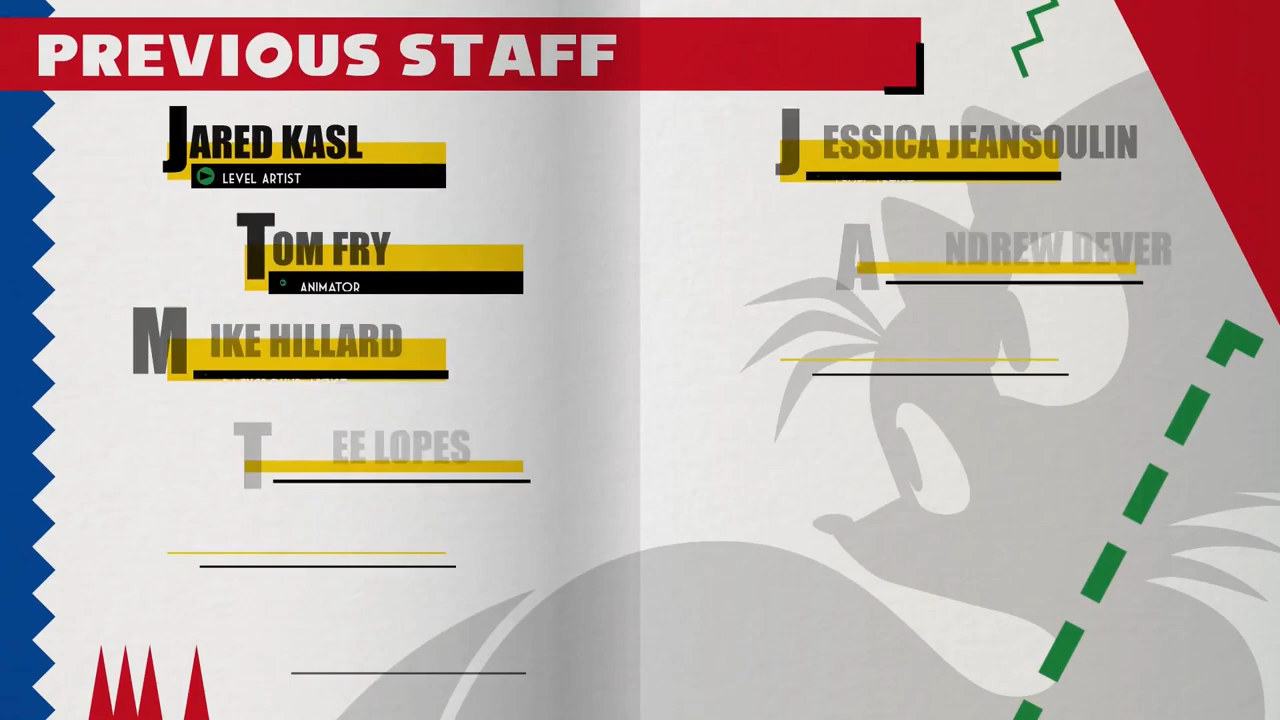 PREVIOUS STAFF
JARED KASL
LEVEL ARTIST
TOM FRY
ANIMATOR
MIKE HILLARD
TEE LOPES
JESSICA JEANSOULIN
ANDREW DEVER